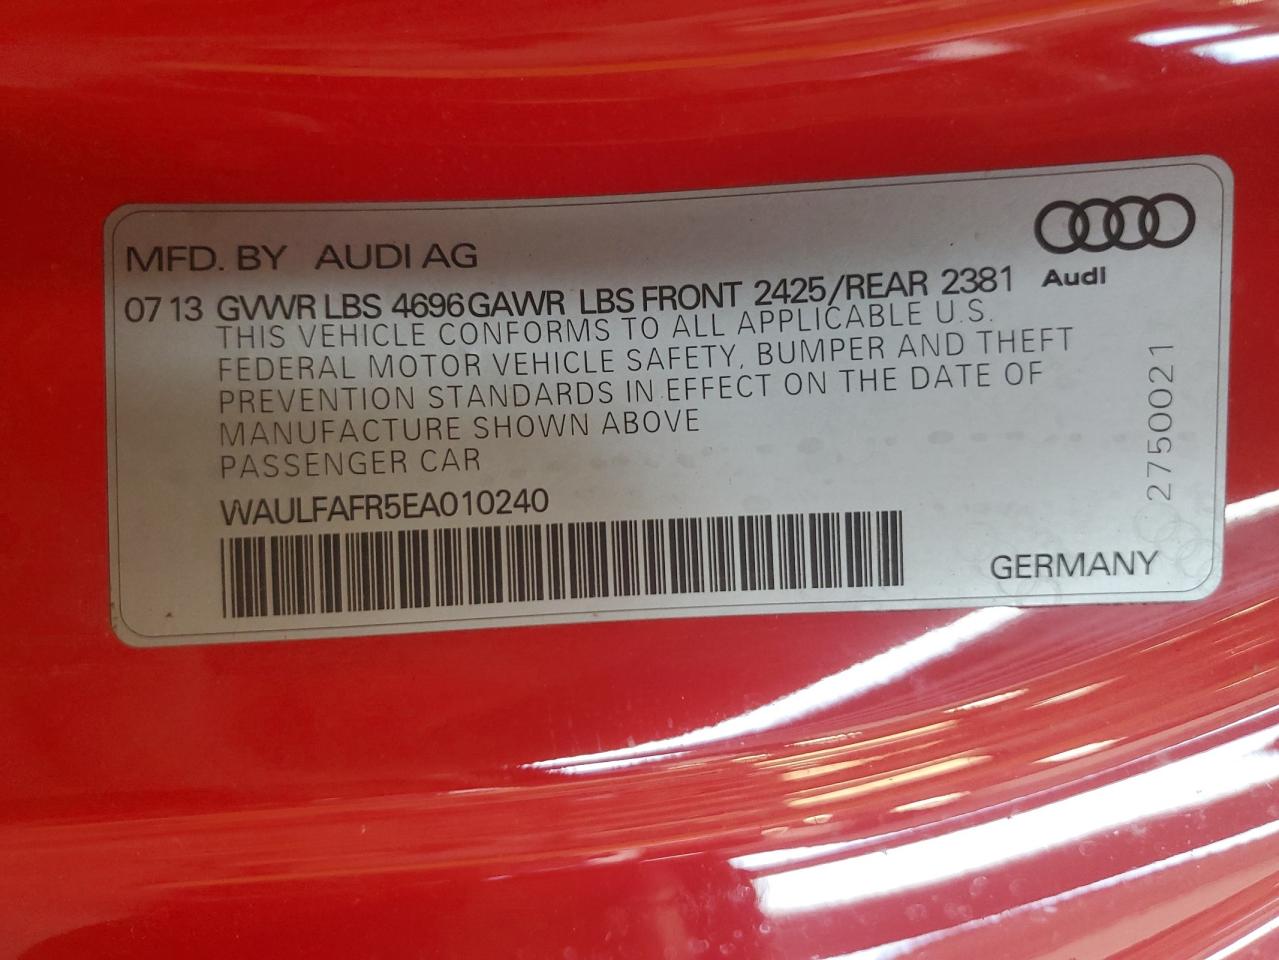 MFD. BY AUDI AG
Audi
07 13 GVWR LBS 4696 GAWR LBS FRONT 2425/REAR 2381
THIS VEHICLE CONFORMS TO ALL APPLICABLE U.S.
FEDERAL MOTOR VEHICLE SAFETY, BUMPER AND THEFT
PREVENTION STANDARDS IN EFFECT ON THE DATE OF
MANUFACTURE SHOWN ABOVE
PASSENGER CAR
WAULFAFR5EA010240
GERMANY
2750021